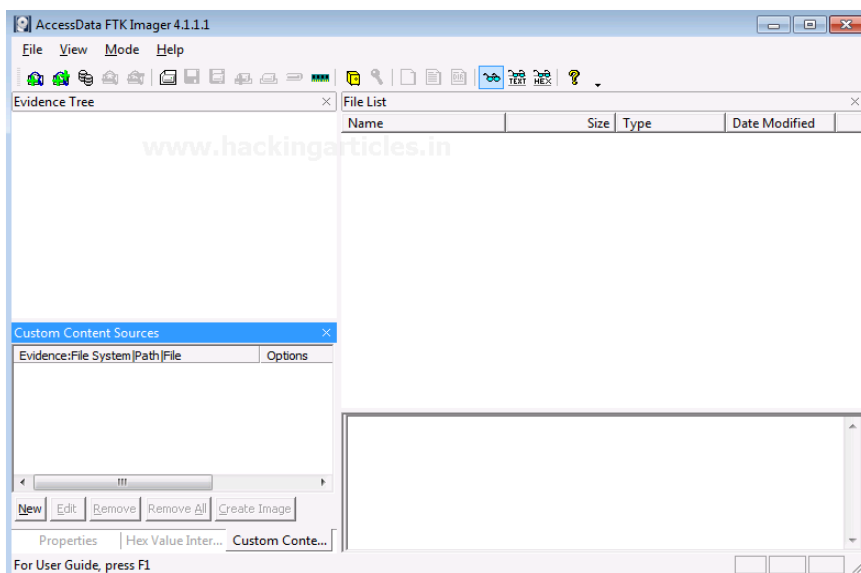 AccessData FTK Imager 4.1.1.1
File View Mode Help
TEXT HEX
Evidence Tree
File List
Name Size Type Date Modified
www.hackingarticles.in
Custom Content Sources
Evidence:File System|Path|File Options
New Edit Remove Remove All Create Image
Properties Hex Value Inter... Custom Conte...
For User Guide, press F1